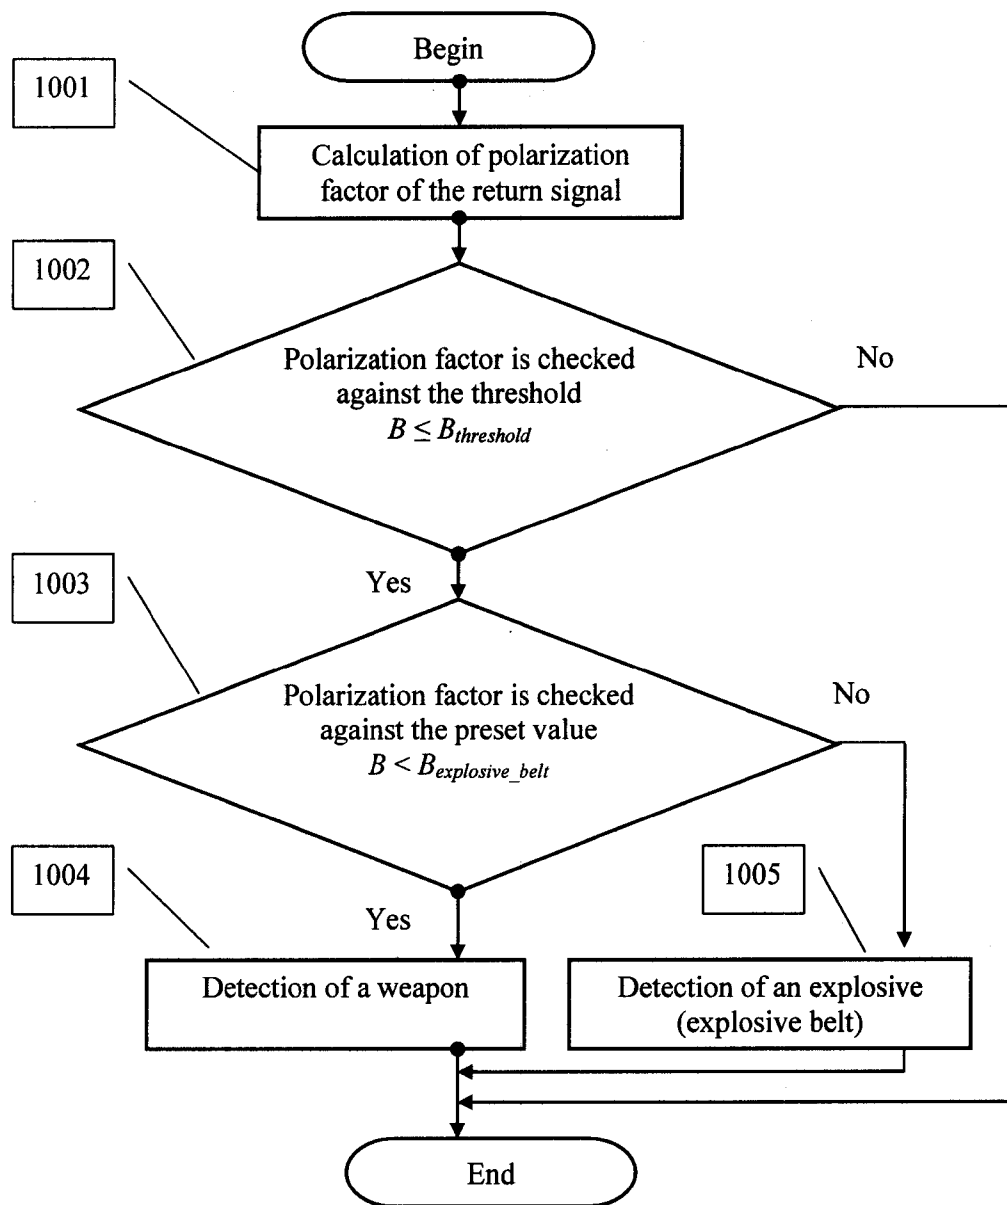 Begin
1001
Calculation of polarization
factor of the return signal
1002
Polarization factor is checked
against the threshold
B ≤ B_threshold
No
Yes
1003
Polarization factor is checked
against the preset value
B < B_explosive_belt
No
Yes
1004
1005
Detection of a weapon
Detection of an explosive
(explosive belt)
End